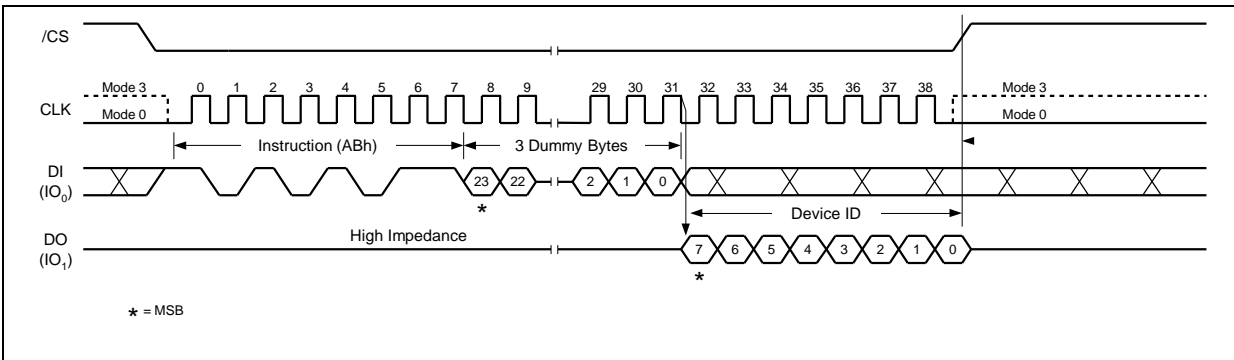 /CS
Mode 3 0 1 2 3 4 5 6 7 8 9 29 30 31 32 33 34 35 36 37 38 Mode 3
CLK
Mode 0 Mode 0
Instruction (ABh) 3 Dummy Bytes
DI
(IO0)
23 22 2 1 0
*
Device ID
High Impedance
DO
(IO1)
7 6 5 4 3 2 1 0
*
* = MSB